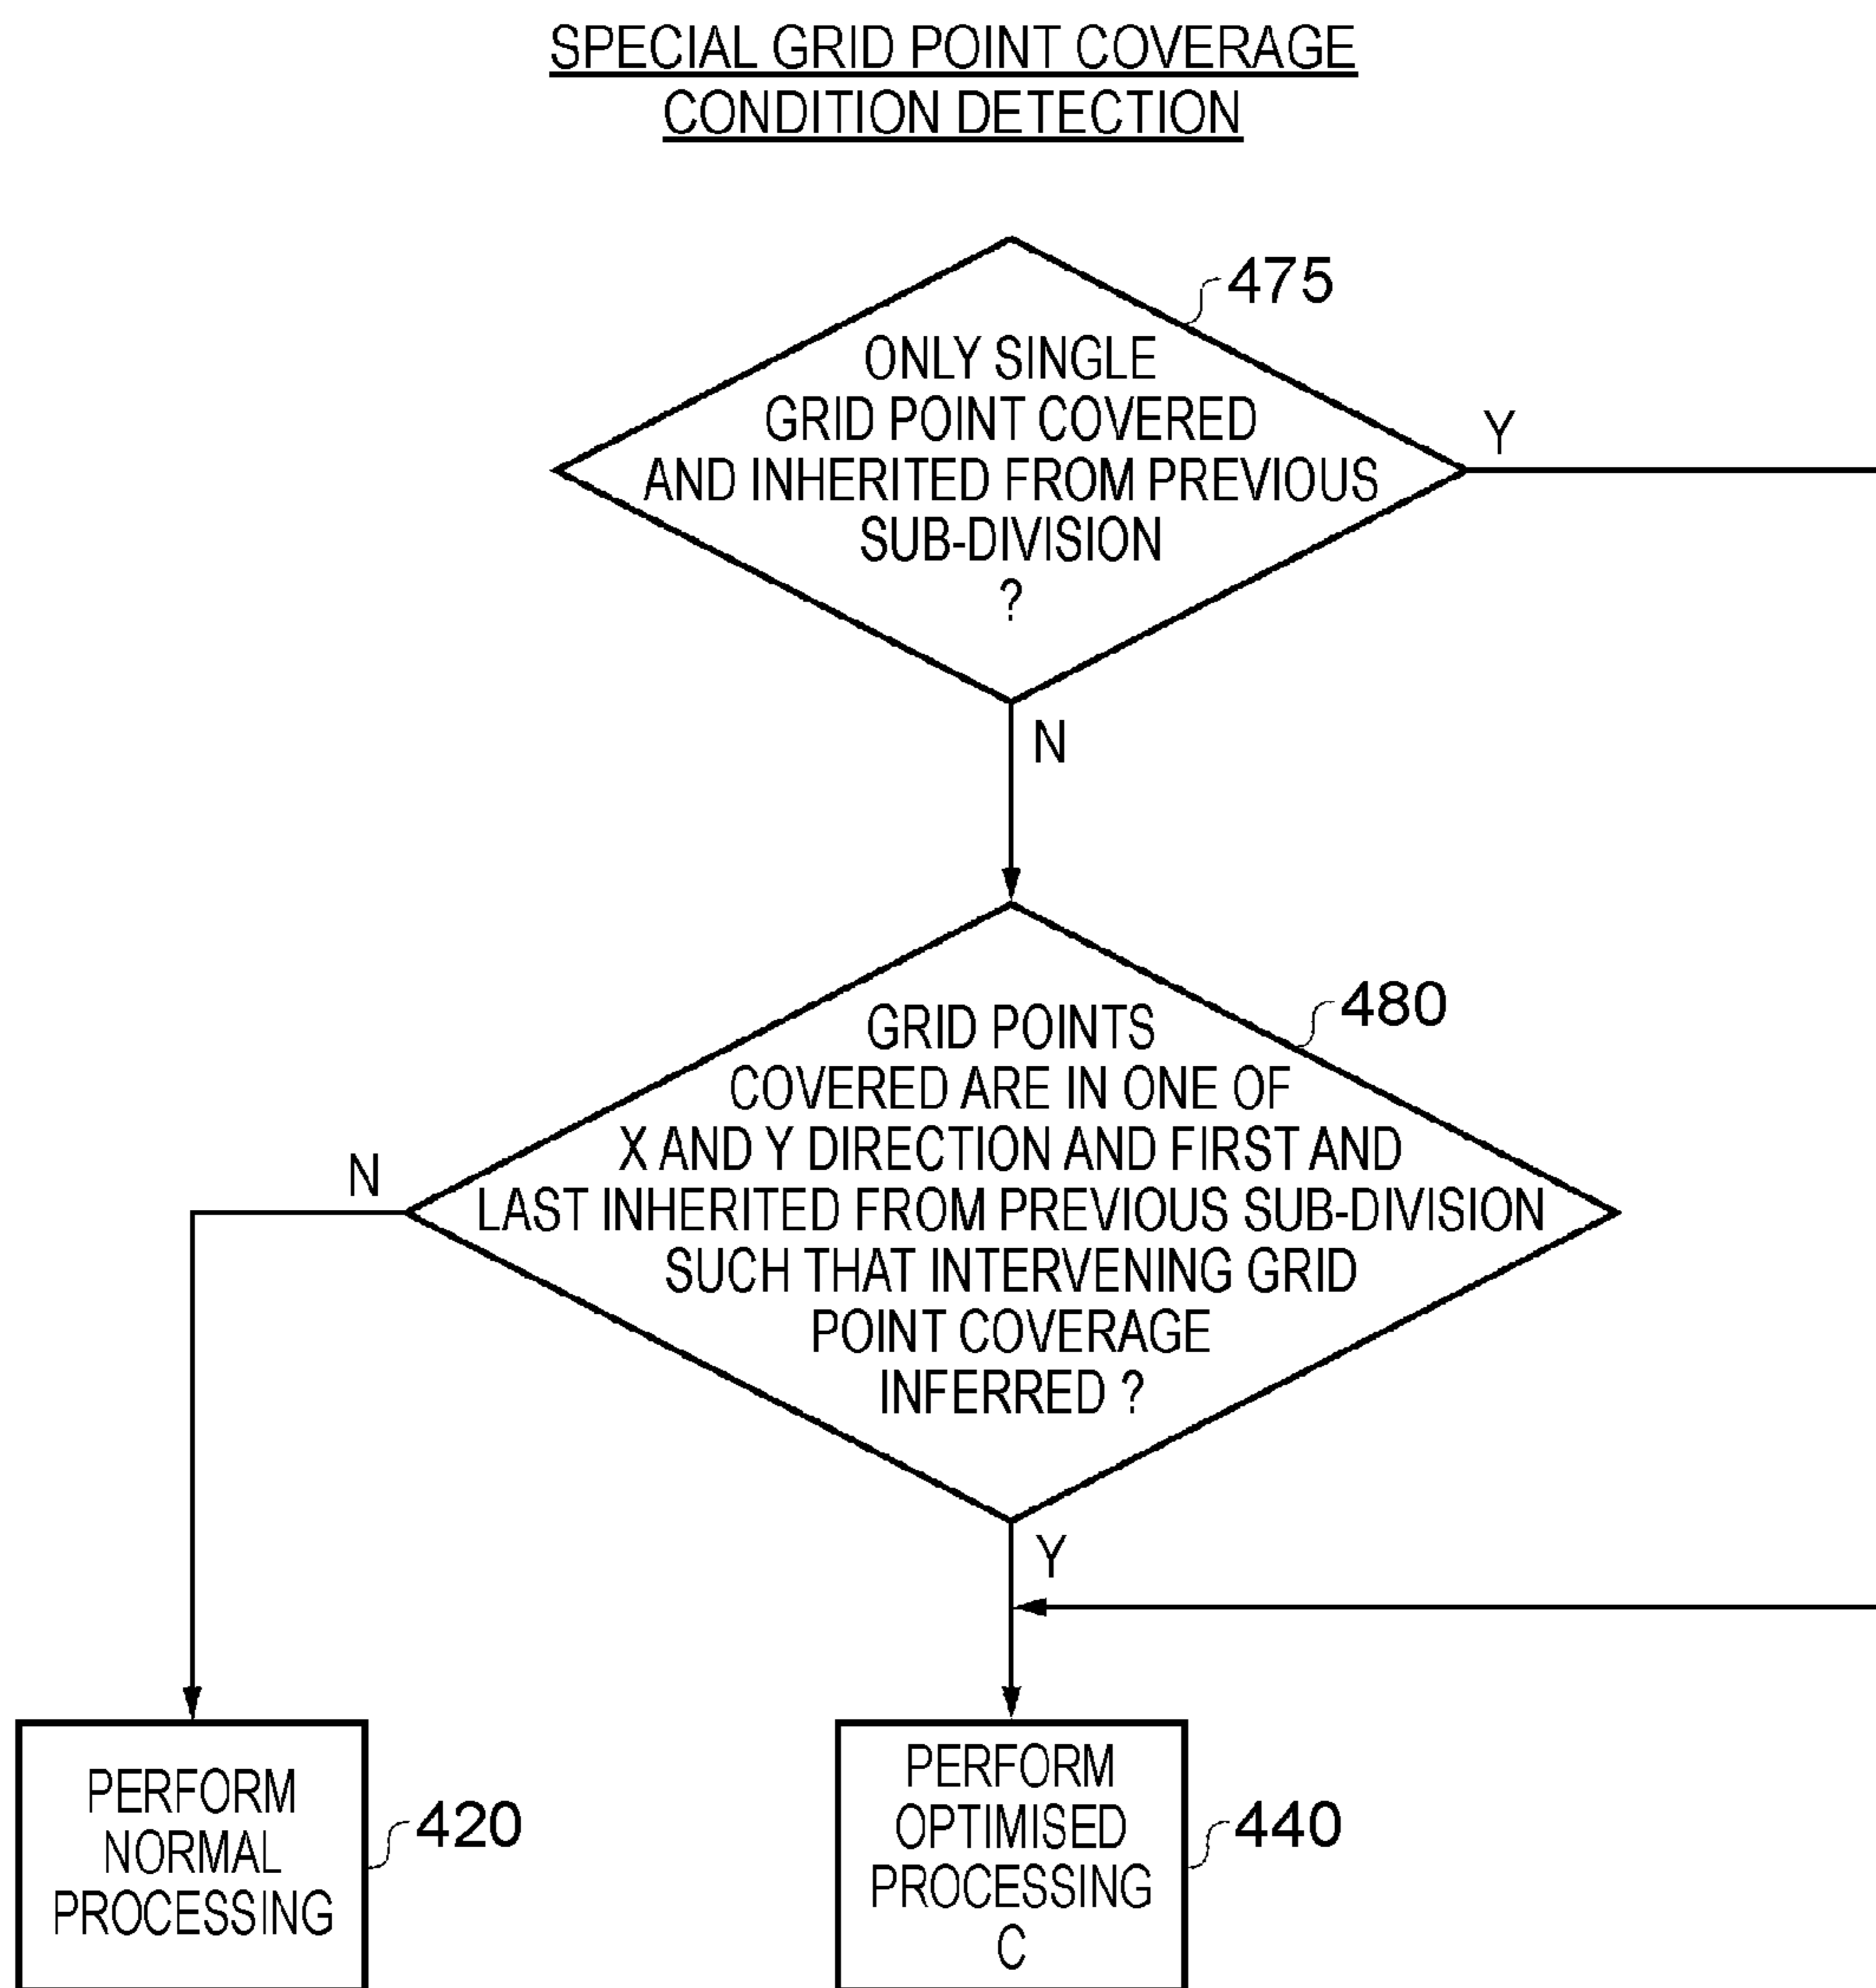 SPECIAL GRID POINT COVERAGE
CONDITION DETECTION
475
ONLY SINGLE
GRID POINT COVERED
AND INHERITED FROM PREVIOUS
SUB-DIVISION
?
Y
N
480
GRID POINTS
COVERED ARE IN ONE OF
X AND Y DIRECTION AND FIRST AND
LAST INHERITED FROM PREVIOUS SUB-DIVISION
SUCH THAT INTERVENING GRID
POINT COVERAGE
INFERRED ?
N
Y
PERFORM
NORMAL
PROCESSING
420
PERFORM
OPTIMISED
PROCESSING
C
440